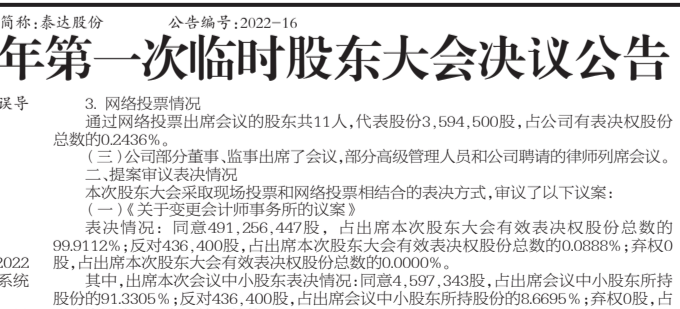 简称:泰达股份 公告编号:2022-16
年第一次临时股东大会决议公告
误导
2022
系统
3. 网络投票情况
通过网络投票出席会议的股东共11人,代表股份3,594,500股,占公司有表决权股份
总数的0.2436%。
(三)公司部分董事、监事出席了会议,部分高级管理人员和公司聘请的律师列席会议。
二、提案审议表决情况
本次股东大会采取现场投票和网络投票相结合的表决方式,审议了以下议案:
(一)《关于变更会计师事务所的议案》
表决情况:同意491,256,447股,占出席本次股东大会有效表决权股份总数的
99.9112%;反对436,400股,占出席本次股东大会有效表决权股份总数的0.0888%;弃权0
股,占出席本次股东大会有效表决权股份总数的0.0000%。
其中,出席本次会议中小股东表决情况:同意4,597,343股,占出席会议中小股东所持
股份的91.3305%;反对436,400股,占出席会议中小股东所持股份的8.6695%;弃权0股,占